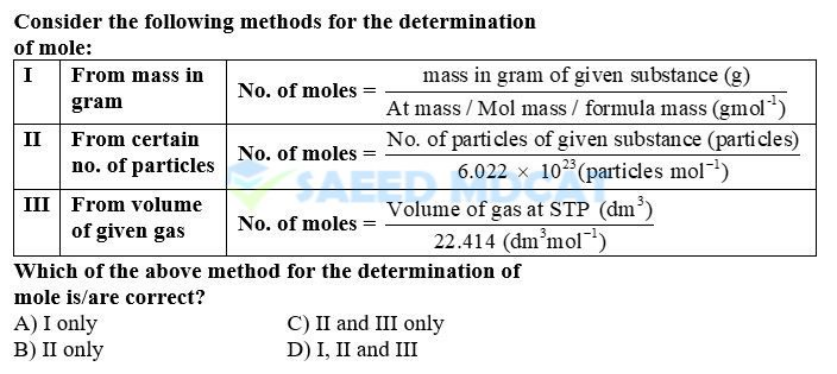 Consider the following methods for the determination
of mole:
I From mass in gram No. of moles = mass in gram of given substance (g) / At mass / Mol mass / formula mass (gmol⁻¹)
II From certain no. of particles No. of moles = No. of particles of given substance (particles) / 6.022 × 10²³ (particles mol⁻¹)
III From volume of given gas No. of moles = Volume of gas at STP (dm³) / 22.414 (dm³mol⁻¹)
SAEED MDCAT
Which of the above method for the determination of
mole is/are correct?
A) I only C) II and III only
B) II only D) I, II and III